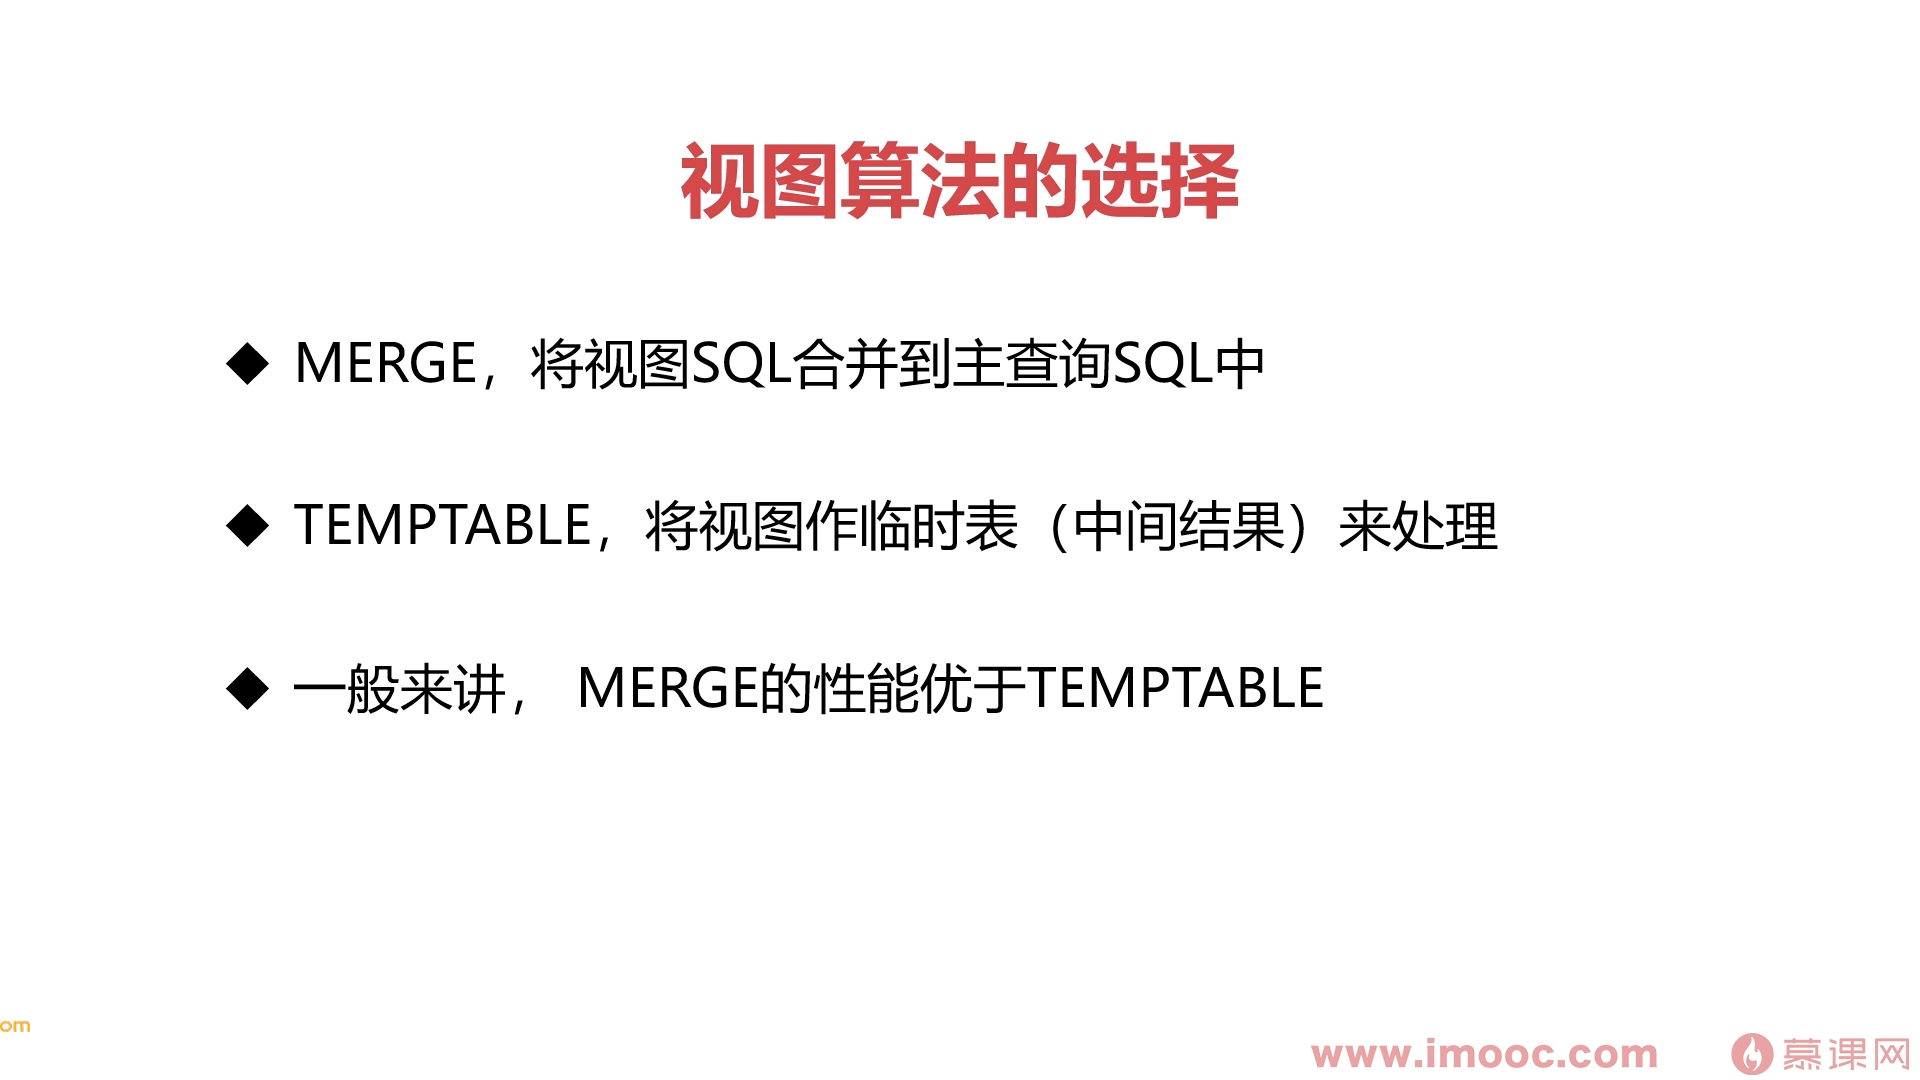 视图算法的选择
◆ MERGE，将视图SQL合并到主查询SQL中
◆ TEMPTABLE，将视图作临时表（中间结果）来处理
◆ 一般来讲， MERGE的性能优于TEMPTABLE
om
www.imooc.com 慕课网